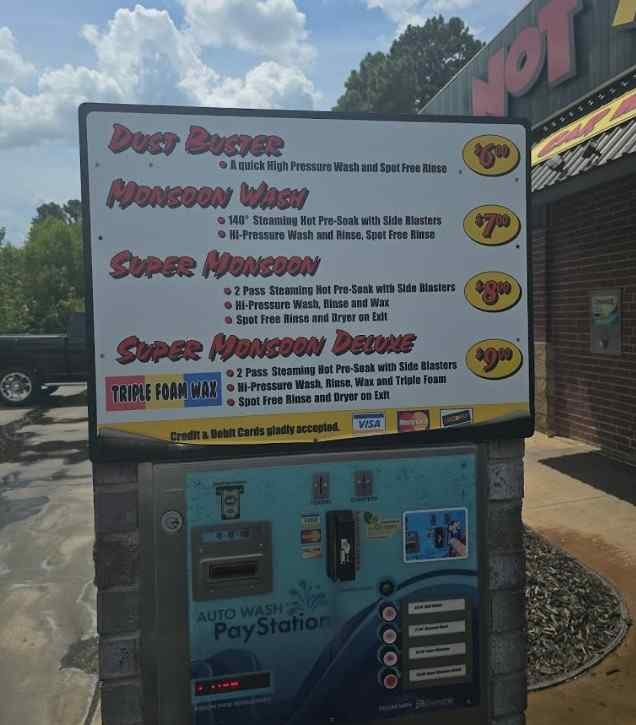 HOT
DUST BUSTER
$6.00
A quick High Pressure Wash and Spot Free Rinse
MONSOON WASH
$7.00
140° Steaming Hot Pre-Soak with Side Blasters
Hi-Pressure Wash and Rinse, Spot Free Rinse
SUPER MONSOON
$8.00
2 Pass Steaming Hot Pre-Soak with Side Blasters
Hi-Pressure Wash, Rinse and Wax
Spot Free Rinse and Dryer on Exit
SUPER MONSOON DELUXE
$9.00
TRIPLE FOAM WAX
2 Pass Steaming Hot Pre-Soak with Side Blasters
Hi-Pressure Wash, Rinse, Wax and Triple Foam
Spot Free Rinse and Dryer on Exit
Credit & Debit Cards gladly accepted.
VISA
MasterCard
AUTO WASH
PayStation